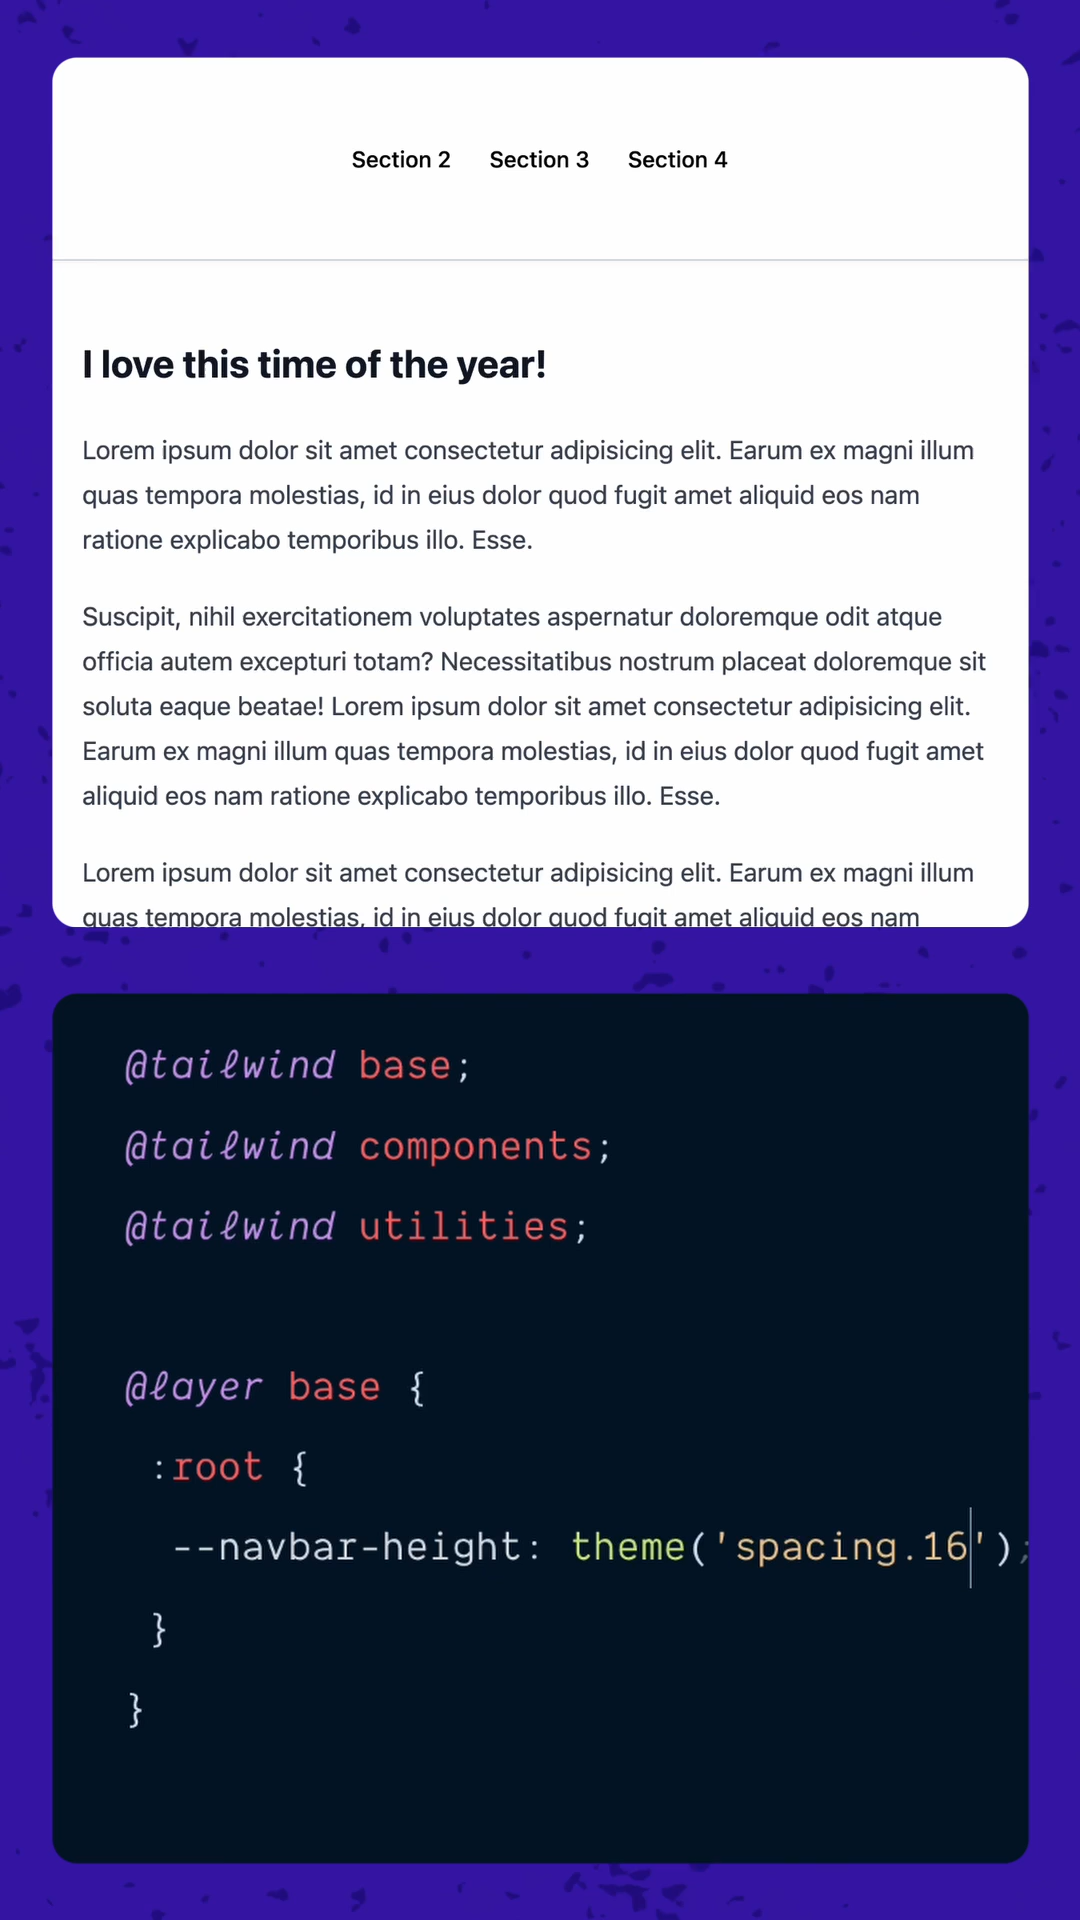 Section 2 Section 3 Section 4
I love this time of the year!
Lorem ipsum dolor sit amet consectetur adipisicing elit. Earum ex magni illum
quas tempora molestias, id in eius dolor quod fugit amet aliquid eos nam
ratione explicabo temporibus illo. Esse.
Suscipit, nihil exercitationem voluptates aspernatur doloremque odit atque
officia autem excepturi totam? Necessitatibus nostrum placeat doloremque sit
soluta eaque beatae! Lorem ipsum dolor sit amet consectetur adipisicing elit.
Earum ex magni illum quas tempora molestias, id in eius dolor quod fugit amet
aliquid eos nam ratione explicabo temporibus illo. Esse.
Lorem ipsum dolor sit amet consectetur adipisicing elit. Earum ex magni illum
quas tempora molestias, id in eius dolor quod fugit amet aliquid eos nam
@tailwind base;
@tailwind components;
@tailwind utilities;
@layer base {
:root {
--navbar-height: theme('spacing.16');
}
}